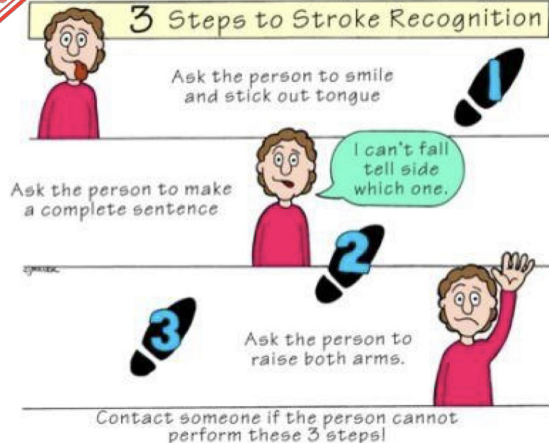 3 Steps to Stroke Recognition
Ask the person to smile
and stick out tongue
1
Ask the person to make
a complete sentence
I can't fall
tell side
which one.
2
3
Ask the person to
raise both arms.
Contact someone if the person cannot
perform these 3 steps!